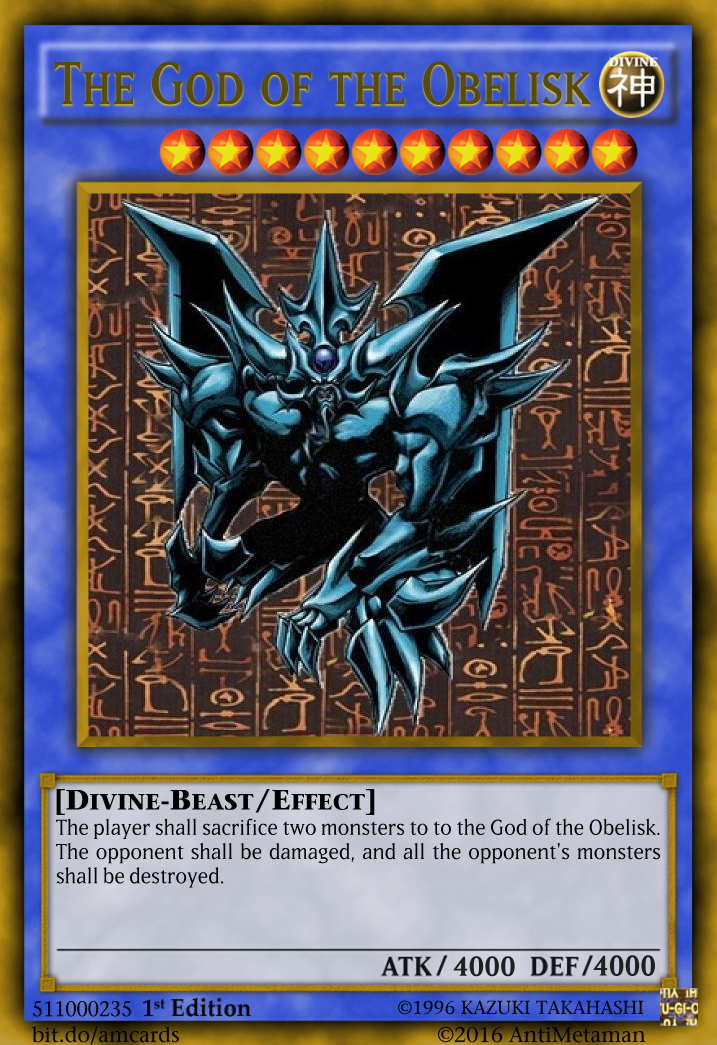 The God of the Obelisk
DIVINE
神
[Divine-Beast/Effect]
The player shall sacrifice two monsters to to the God of the Obelisk.
The opponent shall be damaged, and all the opponent's monsters
shall be destroyed.
ATK/ 4000 DEF/4000
511000235 1st Edition ©1996 KAZUKI TAKAHASHI
bit.do/amcards ©2016 AntiMetaman